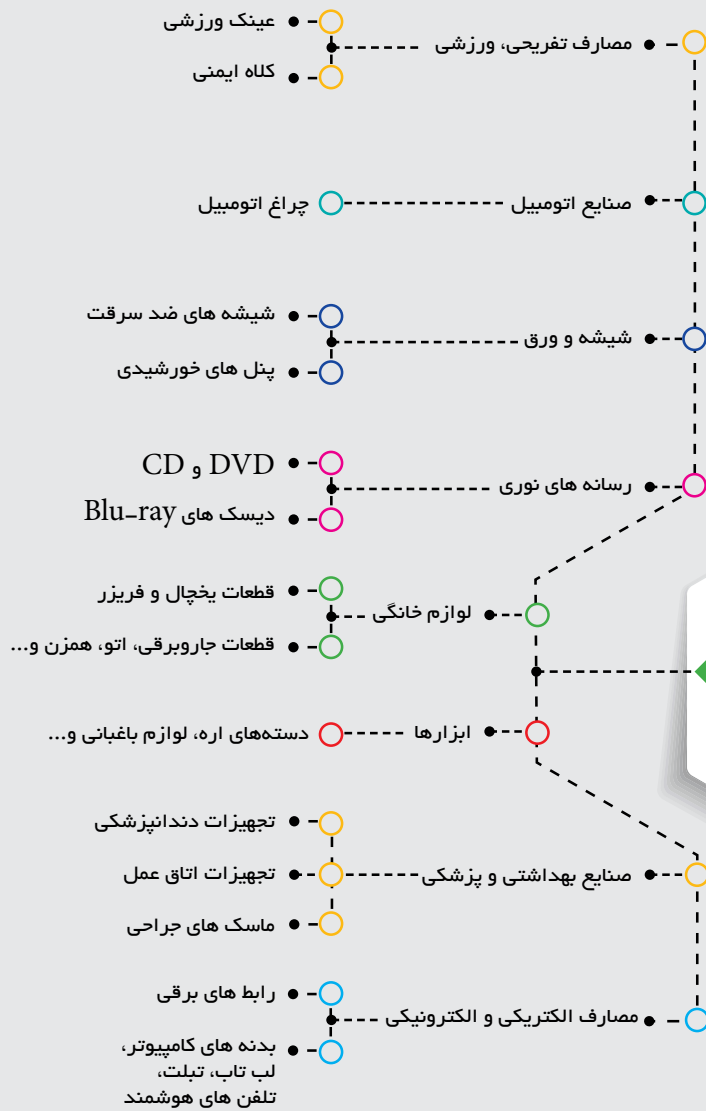 مصارف تفریحی، ورزشی
عینک ورزشی
کلاه ایمنی
صنایع اتومبیل
چراغ اتومبیل
شیشه و ورق
شیشه های ضد سرقت
پنل های خورشیدی
رسانه های نوری
CD و DVD
دیسک های Blu-ray
لوازم خانگی
قطعات یخچال و فریزر
قطعات جاروبرقی، اتو، همزن و...
ابزارها
دسته‌های اره، لوازم باغبانی و...
صنایع بهداشتی و پزشکی
تجهیزات دندانپزشکی
تجهیزات اتاق عمل
ماسک های جراحی
مصارف الکتریکی و الکترونیکی
رابط های برقی
بدنه های کامپیوتر،
لب تاب، تبلت،
تلفن های هوشمند